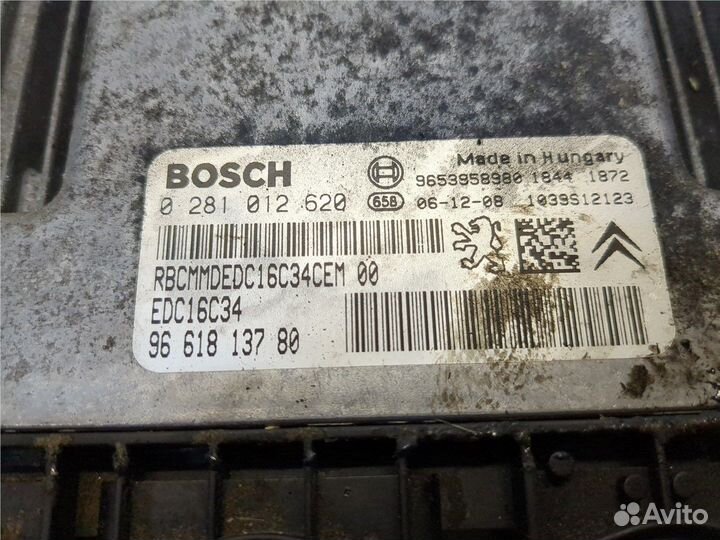 BOSCH
Made in Hungary
9653958980 1844 1872
0 281 012 620 658 06-12-08 1039S12123
RBCMMDEDC16C34CEM 00
EDC16C34
96 618 137 80
Avito